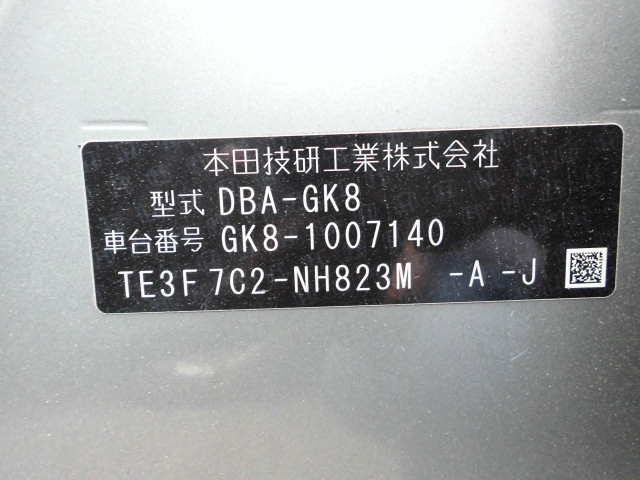 本田技研工業株式会社
型式 DBA-GK8
車台番号 GK8-1007140
TE3F 7C2-NH823M -A -J